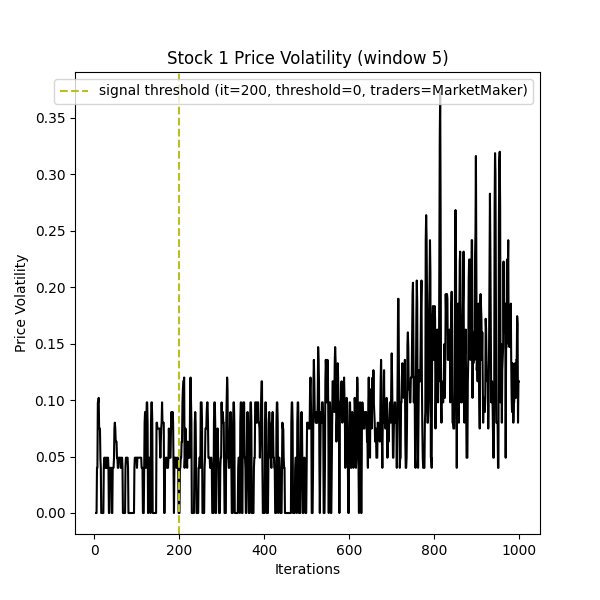 Stock 1 Price Volatility (window 5)
signal threshold (it=200, threshold=0, traders=MarketMaker)
0.35
0.30
0.25
0.20
0.15
0.10
0.05
0.00
Price Volatility
0 200 400 600 800 1000
Iterations